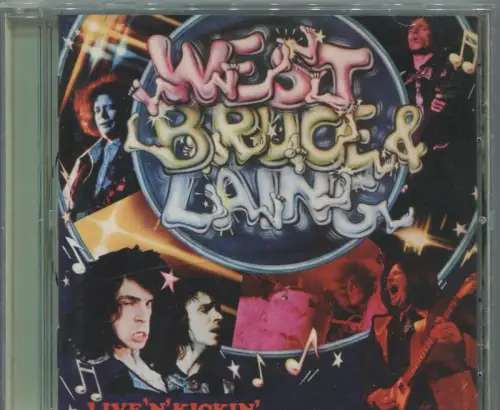 WEST
BRUCE &
LAING
LIVE 'N' KICKIN'